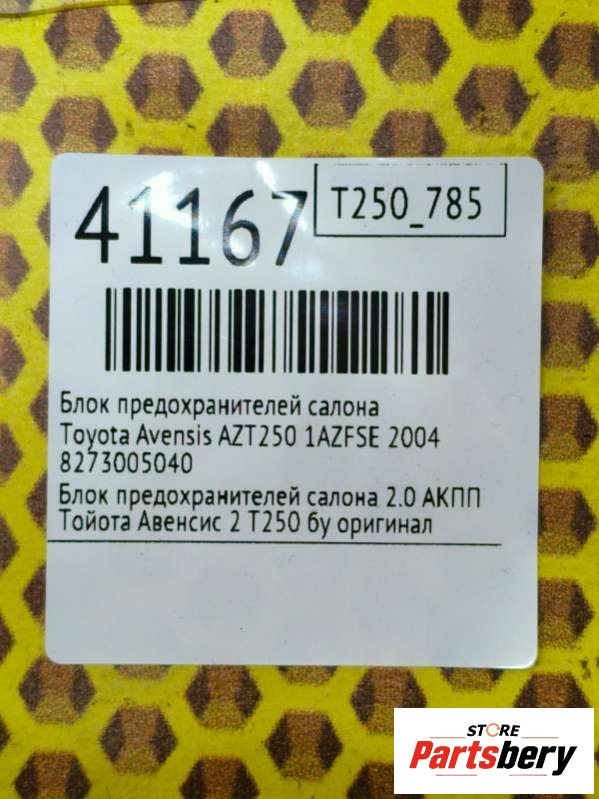 41167
T250_785
Блок предохранителей салона
Toyota Avensis AZT250 1AZFSE 2004
8273005040
Блок предохранителей салона 2.0 АКПП
Тойота Авенсис 2 Т250 бу оригинал
STORE
Partsbery